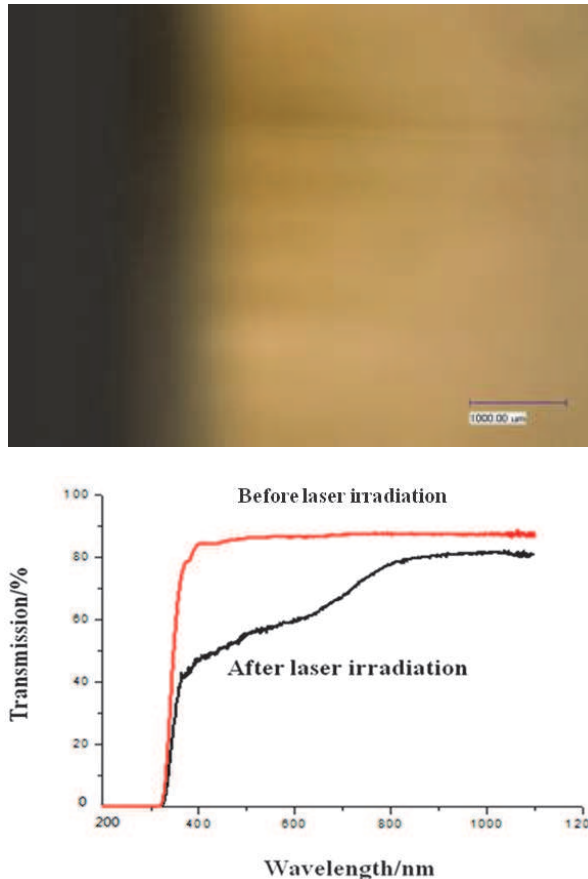 1000.00 um
100
80
60
40
20
0
Transmission/%
Before laser irradiation
After laser irradiation
200 400 600 800 1000 120
Wavelength/nm